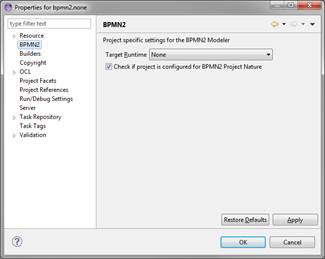 Properties for bpmn2.none
type filter text
Resource
BPMN2
Builders
Copyright
OCL
Project Facets
Project References
Run/Debug Settings
Server
Task Repository
Task Tags
Validation
BPMN2
Project specific settings for the BPMN2 Modeler
Target Runtime None
Check if project is configured for BPMN2 Project Nature
Restore Defaults Apply
? OK Cancel